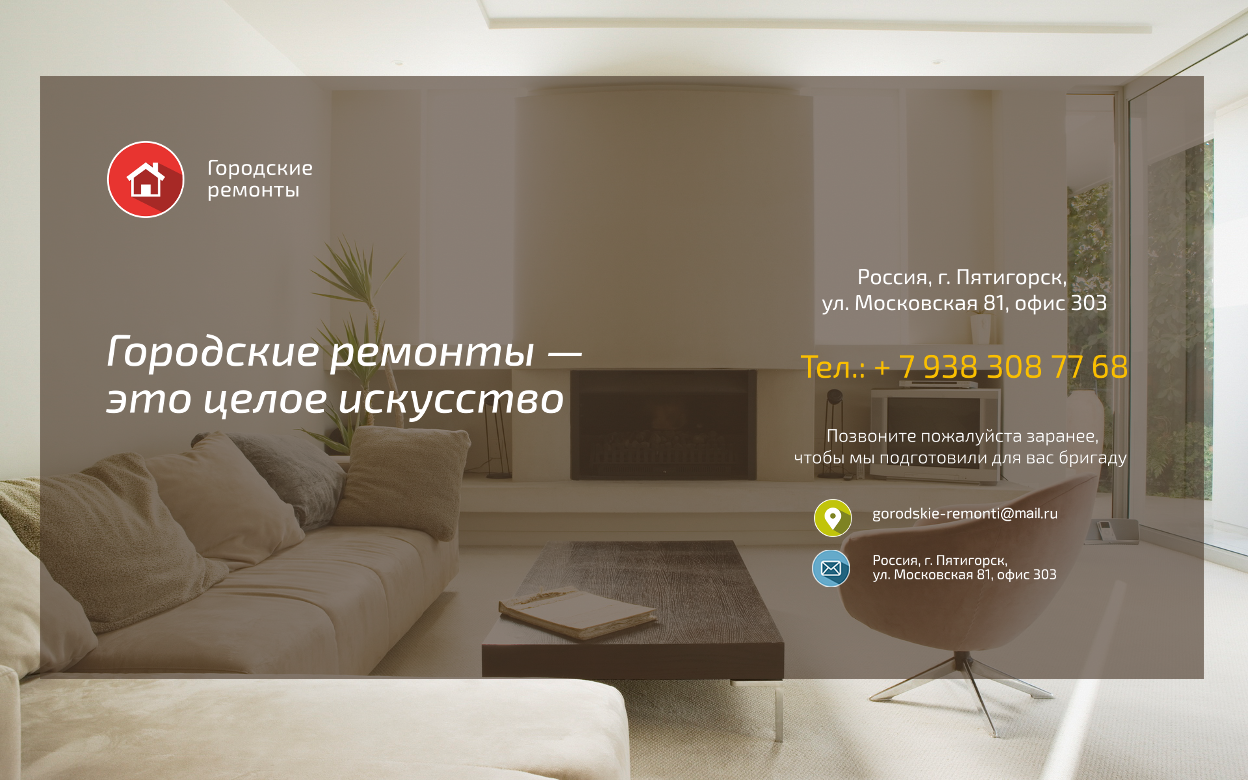 Городские
ремонты
Городские ремонты —
это целое искусство
Россия, г. Пятигорск,
ул. Московская 81, офис 303
Тел.: + 7 938 308 77 68
Позвоните пожалуйста заранее,
чтобы мы подготовили для вас бригаду
gorodskie-remonti@mail.ru
Россия, г. Пятигорск,
ул. Московская 81, офис 303